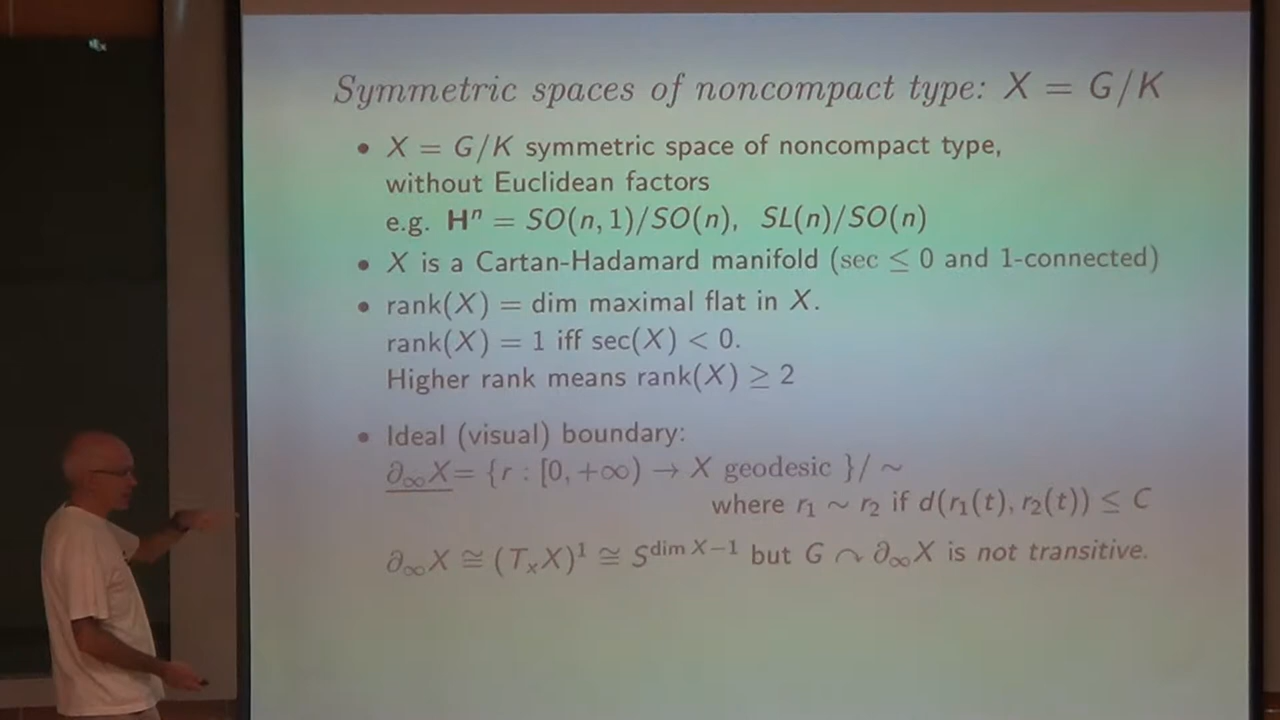 Symmetric spaces of noncompact type: X = G/K
• X = G/K symmetric space of noncompact type,
without Euclidean factors
e.g. Hⁿ = SO(n, 1)/SO(n), SL(n)/SO(n)
• X is a Cartan-Hadamard manifold (sec ≤ 0 and 1-connected)
• rank(X) = dim maximal flat in X.
rank(X) = 1 iff sec(X) < 0.
Higher rank means rank(X) ≥ 2
• Ideal (visual) boundary:
∂∞X = {r : [0, +∞) → X geodesic }/ ∼
where r₁ ∼ r₂ if d(r₁(t), r₂(t)) ≤ C
∂∞X ≅ (TₓX)¹ ≅ S^{dim X−1} but G ↷ ∂∞X is not transitive.